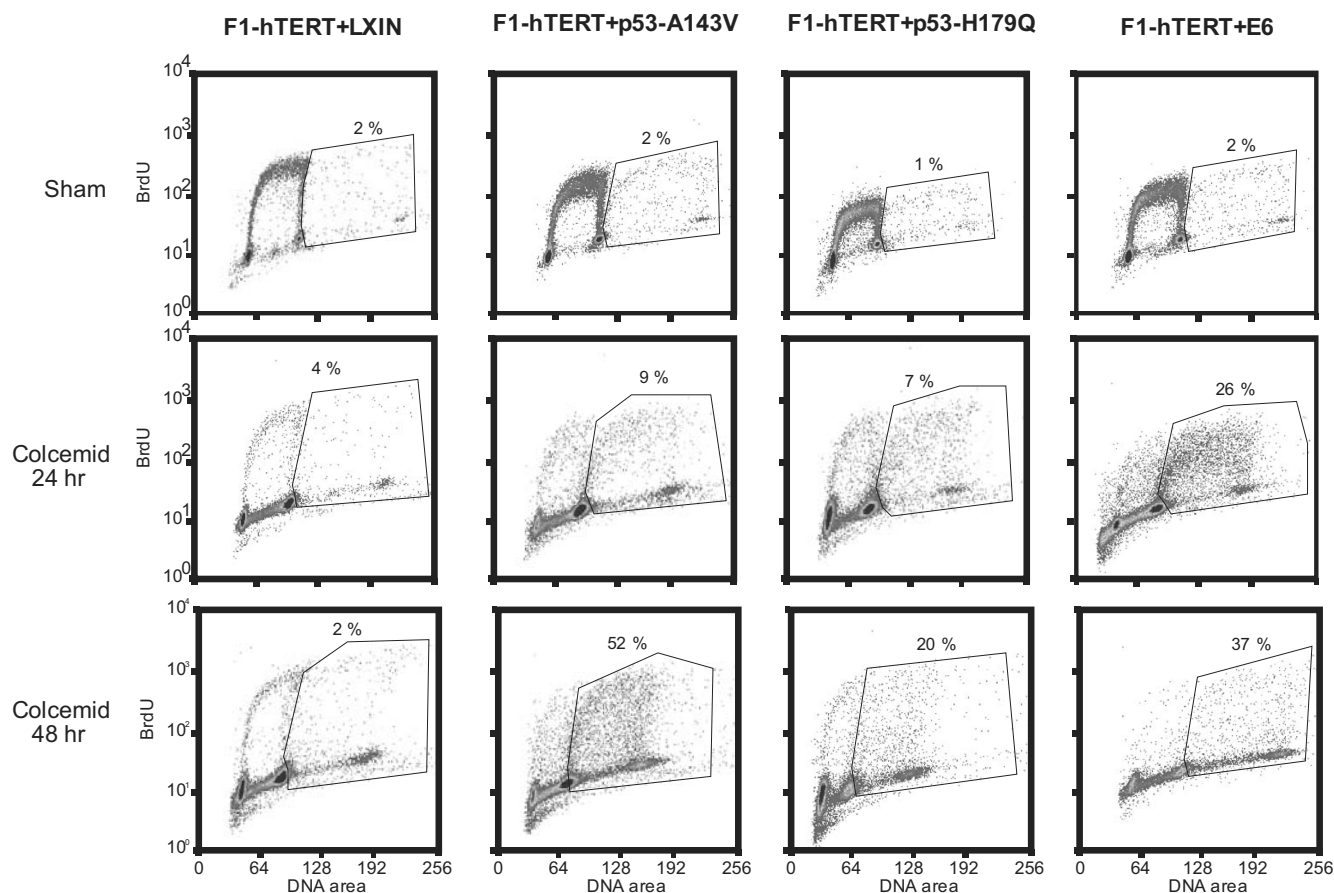 F1-hTERT+LXIN F1-hTERT+p53-A143V F1-hTERT+p53-H179Q F1-hTERT+E6
Sham
BrdU
10⁴
10³
10²
10¹
10⁰
2 % 2 % 1 % 2 %
Colcemid
24 hr
BrdU
10⁴
10³
10²
10¹
10⁰
4 % 9 % 7 % 26 %
Colcemid
48 hr
BrdU
10⁴
10³
10²
10¹
10⁰
2 % 52 % 20 % 37 %
0 64 128 192 256 0 64 128 192 256 0 64 128 192 256 0 64 128 192 256
DNA area DNA area DNA area DNA area